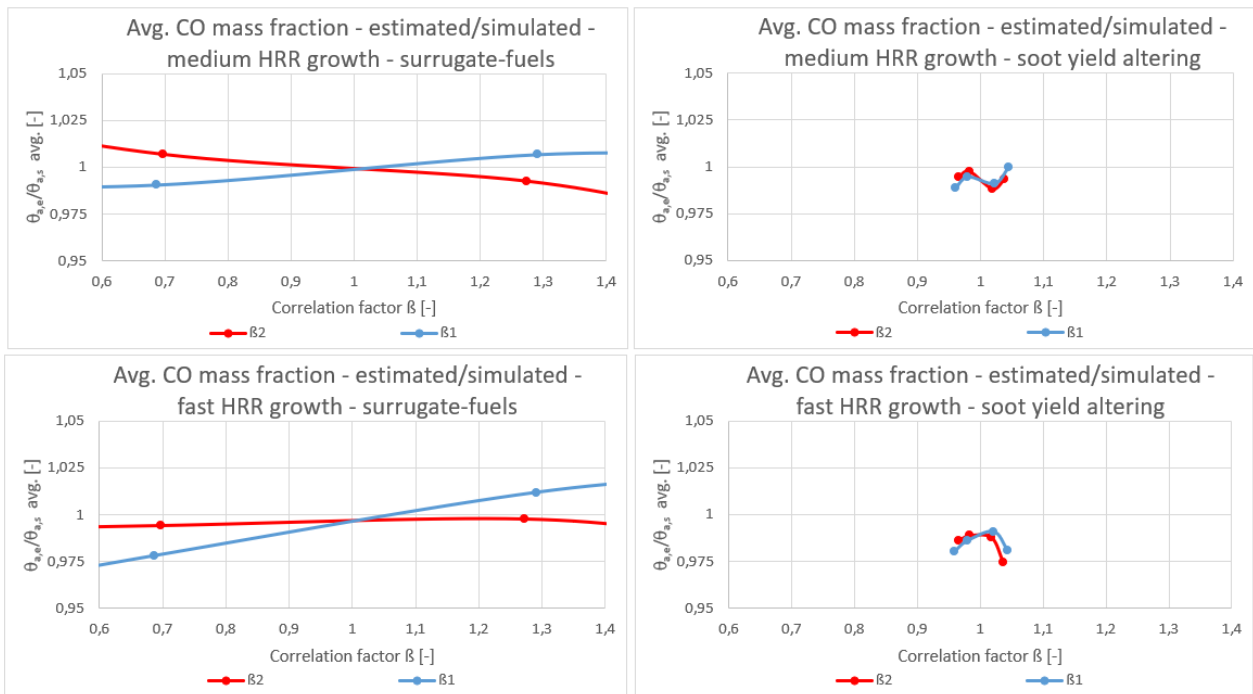 Avg. CO mass fraction - estimated/simulated -
medium HRR growth - surrugate-fuels
1,05
1,025
1
0,975
0,95
θa,e/θa,s avg. [-]
0,6 0,7 0,8 0,9 1 1,1 1,2 1,3 1,4
Correlation factor ß [-]
ß2 ß1
Avg. CO mass fraction - estimated/simulated -
medium HRR growth - soot yield altering
1,05
1,025
1
0,975
0,95
θa,e/θa,s avg. [-]
0,6 0,7 0,8 0,9 1 1,1 1,2 1,3 1,4
Correlation factor ß [-]
ß2 ß1
Avg. CO mass fraction - estimated/simulated -
fast HRR growth - surrugate-fuels
1,05
1,025
1
0,975
0,95
θa,e/θa,s avg. [-]
0,6 0,7 0,8 0,9 1 1,1 1,2 1,3 1,4
Correlation factor ß [-]
ß2 ß1
Avg. CO mass fraction - estimated/simulated -
fast HRR growth - soot yield altering
1,05
1,025
1
0,975
0,95
θa,e/θa,s avg. [-]
0,6 0,7 0,8 0,9 1 1,1 1,2 1,3 1,4
Correlation factor ß [-]
ß2 ß1